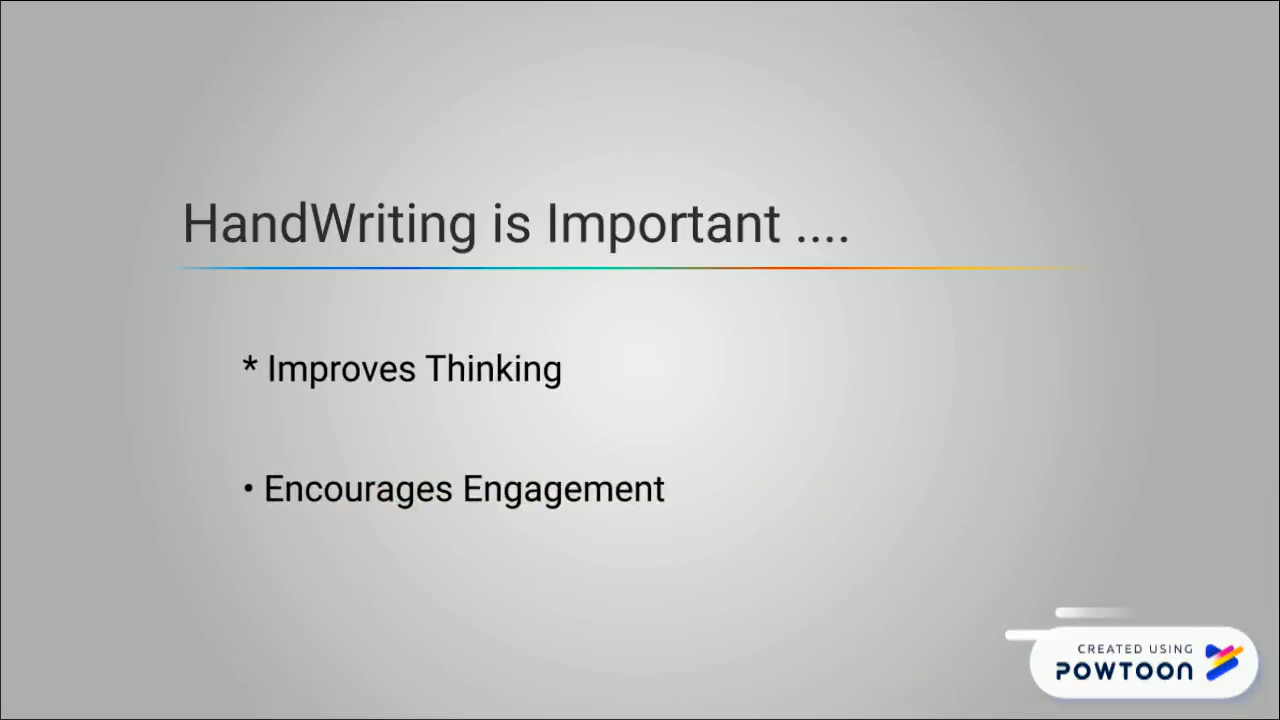 HandWriting is Important ....
* Improves Thinking
• Encourages Engagement
CREATED USING
POWTOON